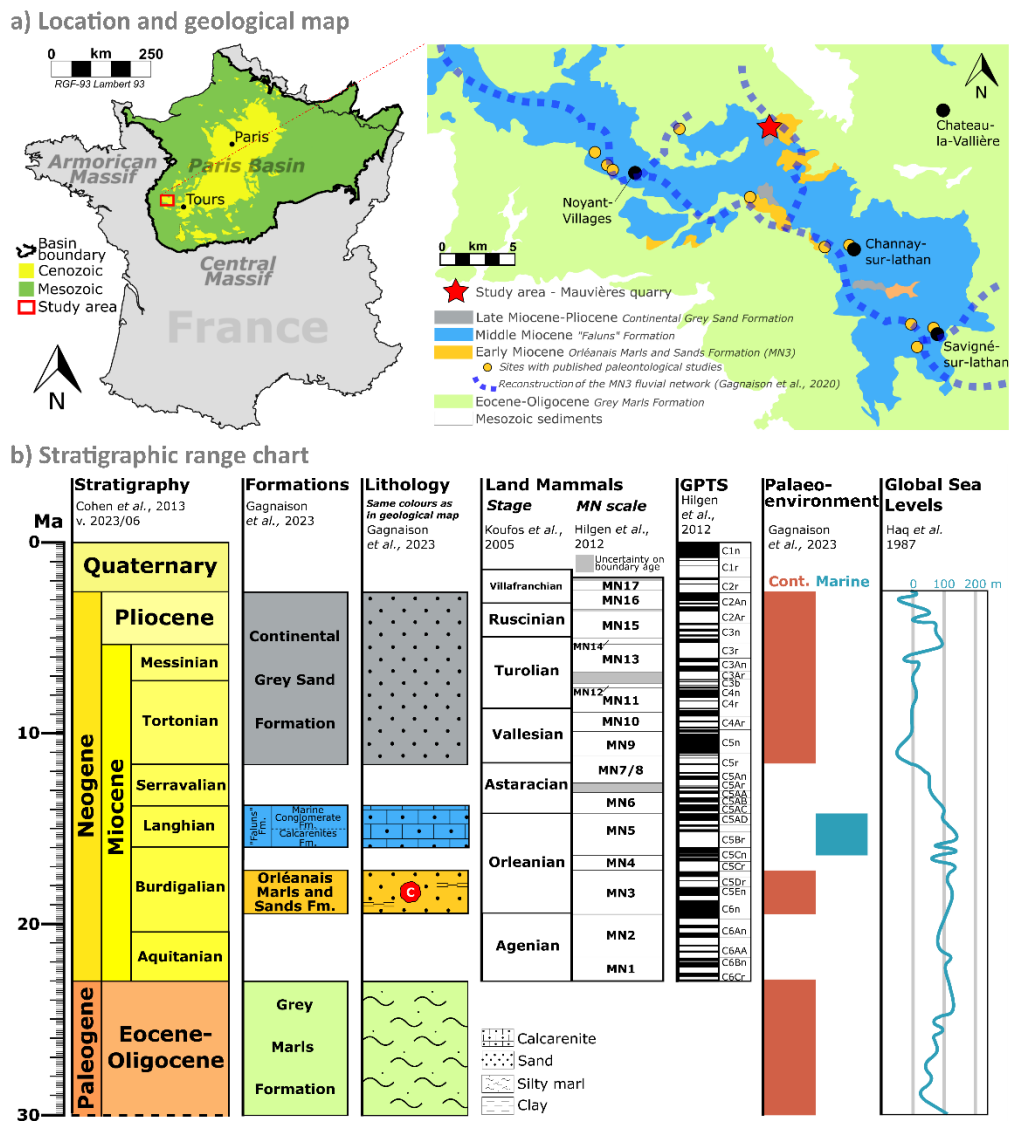 a) Location and geological map
0 km 250
RGF-93 Lambert 93
Paris
Armorican
Massif
Paris Basin
Tours
Basin
boundary
Cenozoic
Mesozoic
Study area
Central
Massif
France
N
N
Chateau-
la-Vallière
Noyant-
Villages
0 km 5
Channay-
sur-lathan
Savigné-
sur-lathan
Study area - Mauvières quarry
Late Miocene-Pliocene Continental Grey Sand Formation
Middle Miocene "Faluns" Formation
Early Miocene Orléanais Marls and Sands Formation (MN3)
Sites with published paleontological studies
Reconstruction of the MN3 fluvial network (Gagnaison et al., 2020)
Eocene-Oligocene Grey Marls Formation
Mesozoic sediments
b) Stratigraphic range chart
Stratigraphy
Cohen et al., 2013
v. 2023/06
Formations
Gagnaison
et al., 2023
Lithology
Same colours as
in geological map
Gagnaison
et al., 2023
Land Mammals
Stage
Koufos et al.,
2005
MN scale
Hilgen et al.,
2012
Uncertainty on
boundary age
GPTS
Hilgen
et al.,
2012
Palaeo-
environment
Gagnaison
et al., 2023
Cont. Marine
Global Sea
Levels
Haq et al.
1987
0 100 200 m
Ma
0
10
20
30
Quaternary
Neogene
Paleogene
Miocene
Pliocene
Messinian
Tortonian
Serravalian
Langhian
Burdigalian
Aquitanian
Eocene-
Oligocene
Continental
Grey Sand
Formation
"Faluns"
Fm.
Marine
Conglomerate
Fm.
Calcarenites
Fm.
Orléanais
Marls and
Sands Fm.
Grey
Marls
Formation
C
Villafranchian
Ruscinian
Turolian
Vallesian
Astaracian
Orleanian
Agenian
MN17
MN16
MN15
MN14
MN13
MN12
MN11
MN10
MN9
MN7/8
MN6
MN5
MN4
MN3
MN2
MN1
C1n
C1r
C2r
C2An
C2Ar
C3n
C3r
C3An
C3Ar
C3b
C4n
C4r
C4Ar
C5n
C5r
C5An
C5Ar
C5AA
C5AB
C5AC
C5AD
C5Br
C5Cn
C5Cr
C5Dr
C5En
C6n
C6An
C6AA
C6Bn
C6Cr
Calcarenite
Sand
Silty marl
Clay